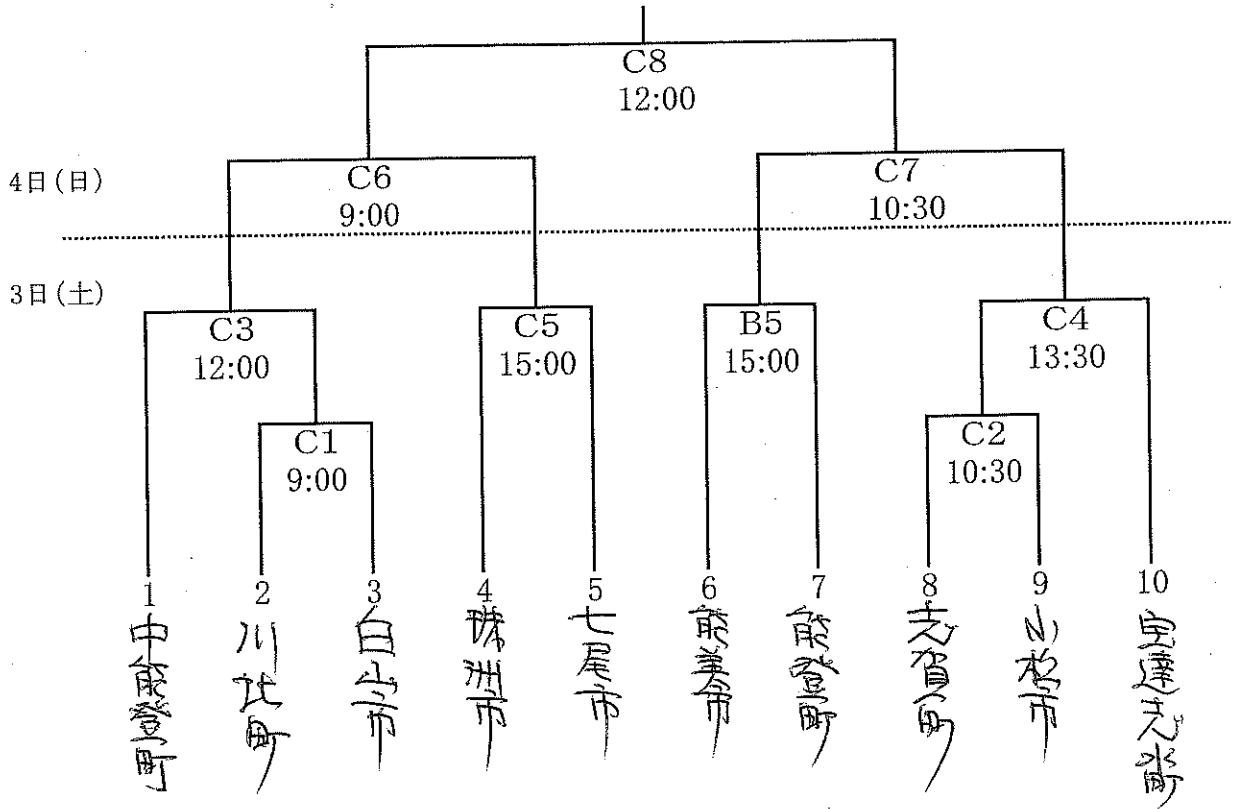 C8
12:00
4日(日)
C6
9:00
C7
10:30
3日(土)
C3
12:00
C5
15:00
B5
15:00
C4
13:30
C1
9:00
C2
10:30
1
2
3
4
5
6
7
8
9
10
中能登町
川北町
白山市
珠洲市
七尾市
能美市
能登町
志賀町
小松市
宝達志水町